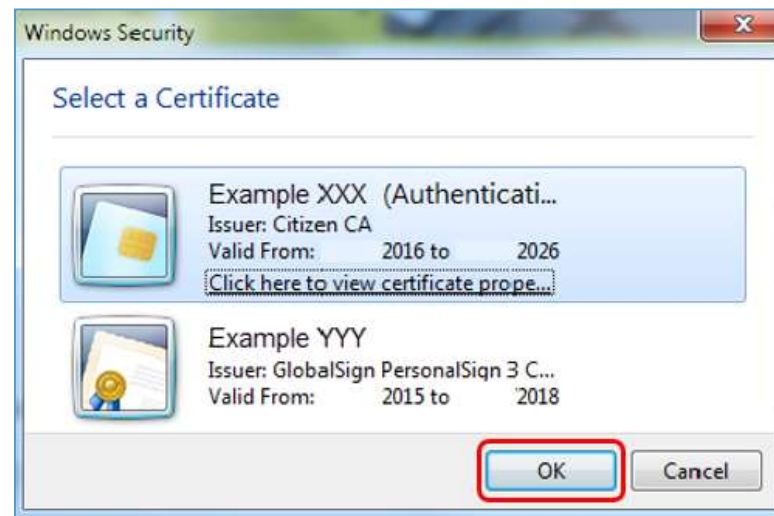 Windows Security
Select a Certificate
Example XXX (Authenticati...
Issuer: Citizen CA
Valid From: 2016 to 2026
Click here to view certificate prope...
Example YYY
Issuer: GlobalSign PersonalSign 3 C...
Valid From: 2015 to 2018
OK Cancel